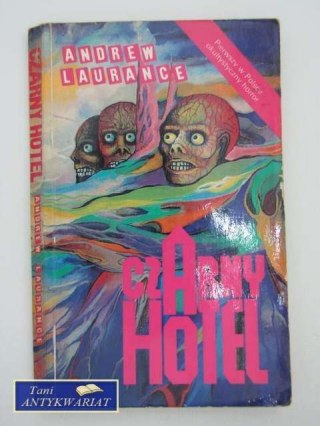 ANDREW
LAURANCE
Pierwszy w Polsce
okultystyczny horror
CZARNY
HOTEL
CZARNY HOTEL ANDREW LAURANCE
Tani
ANTYKWARIAT